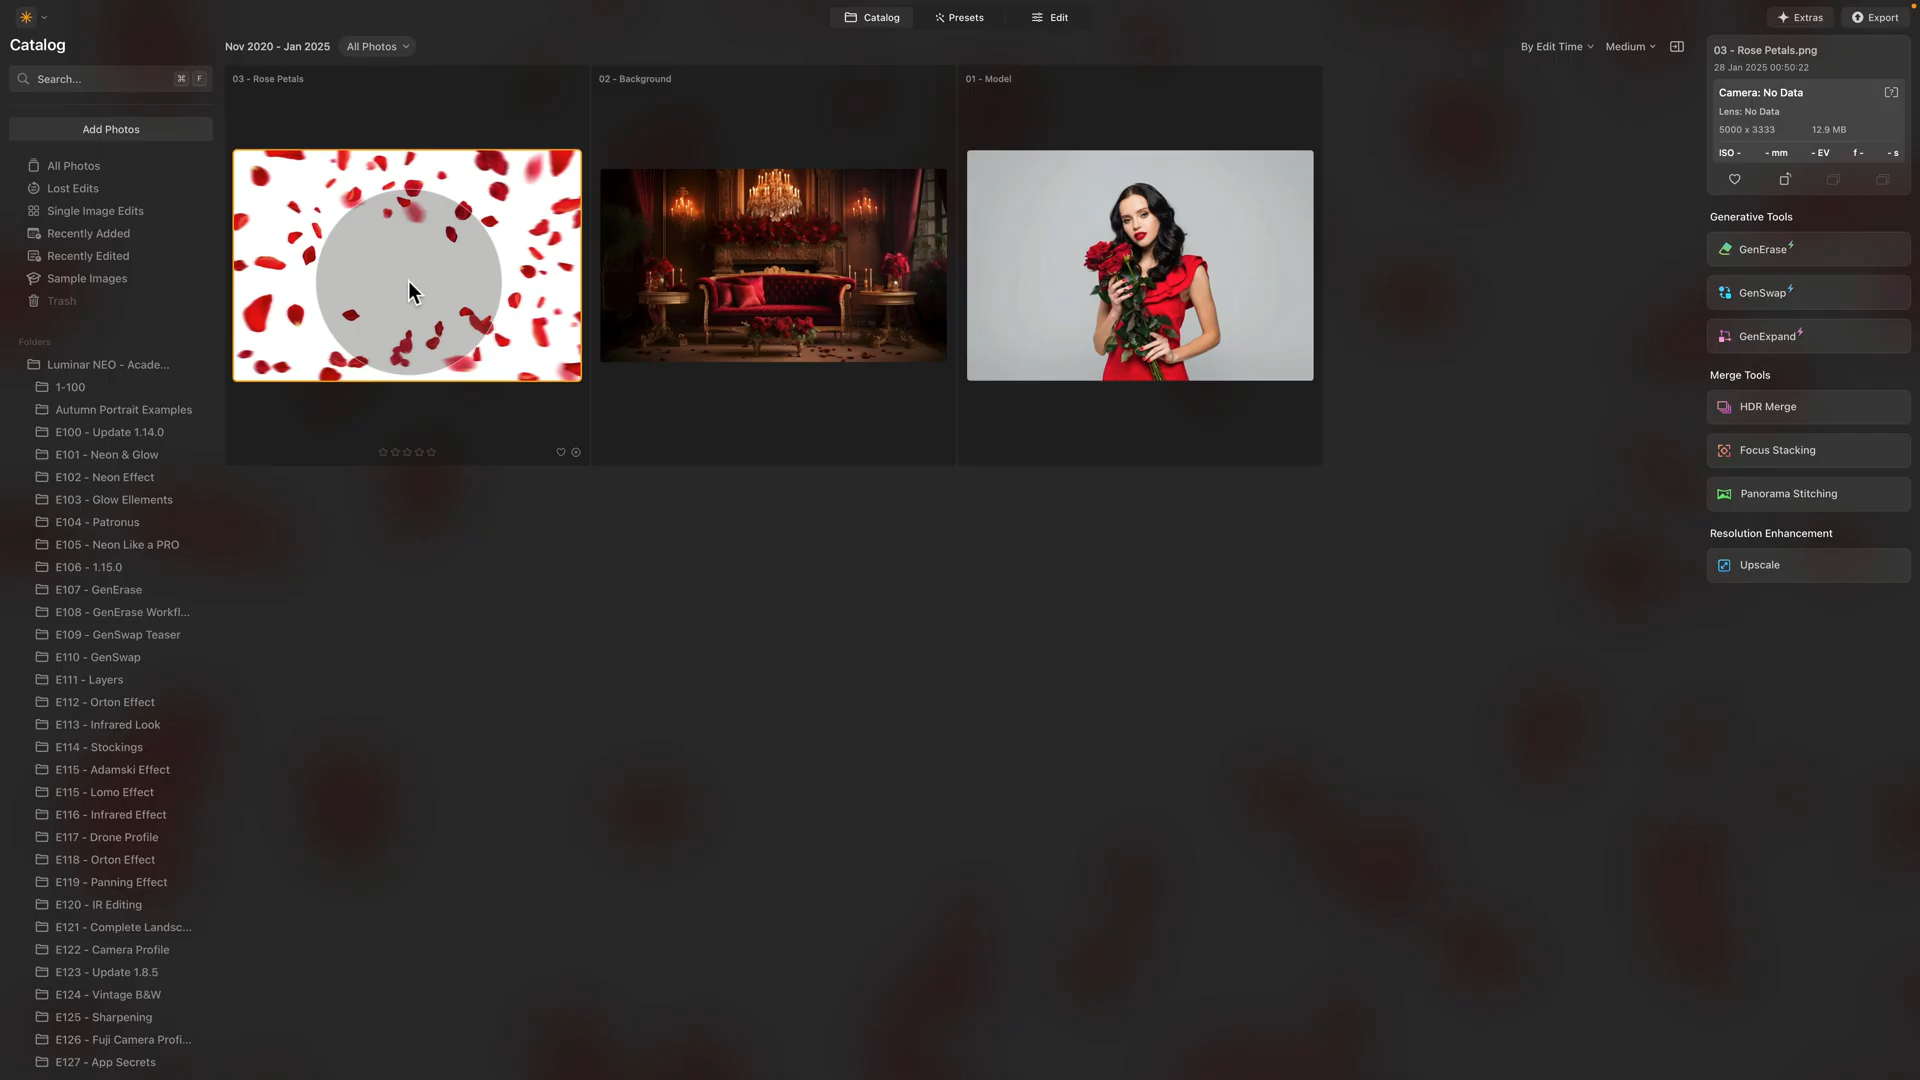 Catalog
Presets
Edit
Extras
Export
Catalog
Nov 2020 - Jan 2025
All Photos
By Edit Time
Medium
Search...
⌘ F
Add Photos
All Photos
Lost Edits
Single Image Edits
Recently Added
Recently Edited
Sample Images
Trash
Folders
Luminar NEO - Acade...
1-100
Autumn Portrait Examples
E100 - Update 1.14.0
E101 - Neon & Glow
E102 - Neon Effect
E103 - Glow Ellements
E104 - Patronus
E105 - Neon Like a PRO
E106 - 1.15.0
E107 - GenErase
E108 - GenErase Workfl...
E109 - GenSwap Teaser
E110 - GenSwap
E111 - Layers
E112 - Orton Effect
E113 - Infrared Look
E114 - Stockings
E115 - Adamski Effect
E115 - Lomo Effect
E116 - Infrared Effect
E117 - Drone Profile
E118 - Orton Effect
E119 - Panning Effect
E120 - IR Editing
E121 - Complete Landsc...
E122 - Camera Profile
E123 - Update 1.8.5
E124 - Vintage B&W
E125 - Sharpening
E126 - Fuji Camera Profi...
E127 - App Secrets
03 - Rose Petals
02 - Background
01 - Model
03 - Rose Petals.png
28 Jan 2025 00:50:22
Camera: No Data
Lens: No Data
5000 x 3333 12.9 MB
ISO - - mm - EV f - - s
Generative Tools
GenErase
GenSwap
GenExpand
Merge Tools
HDR Merge
Focus Stacking
Panorama Stitching
Resolution Enhancement
Upscale